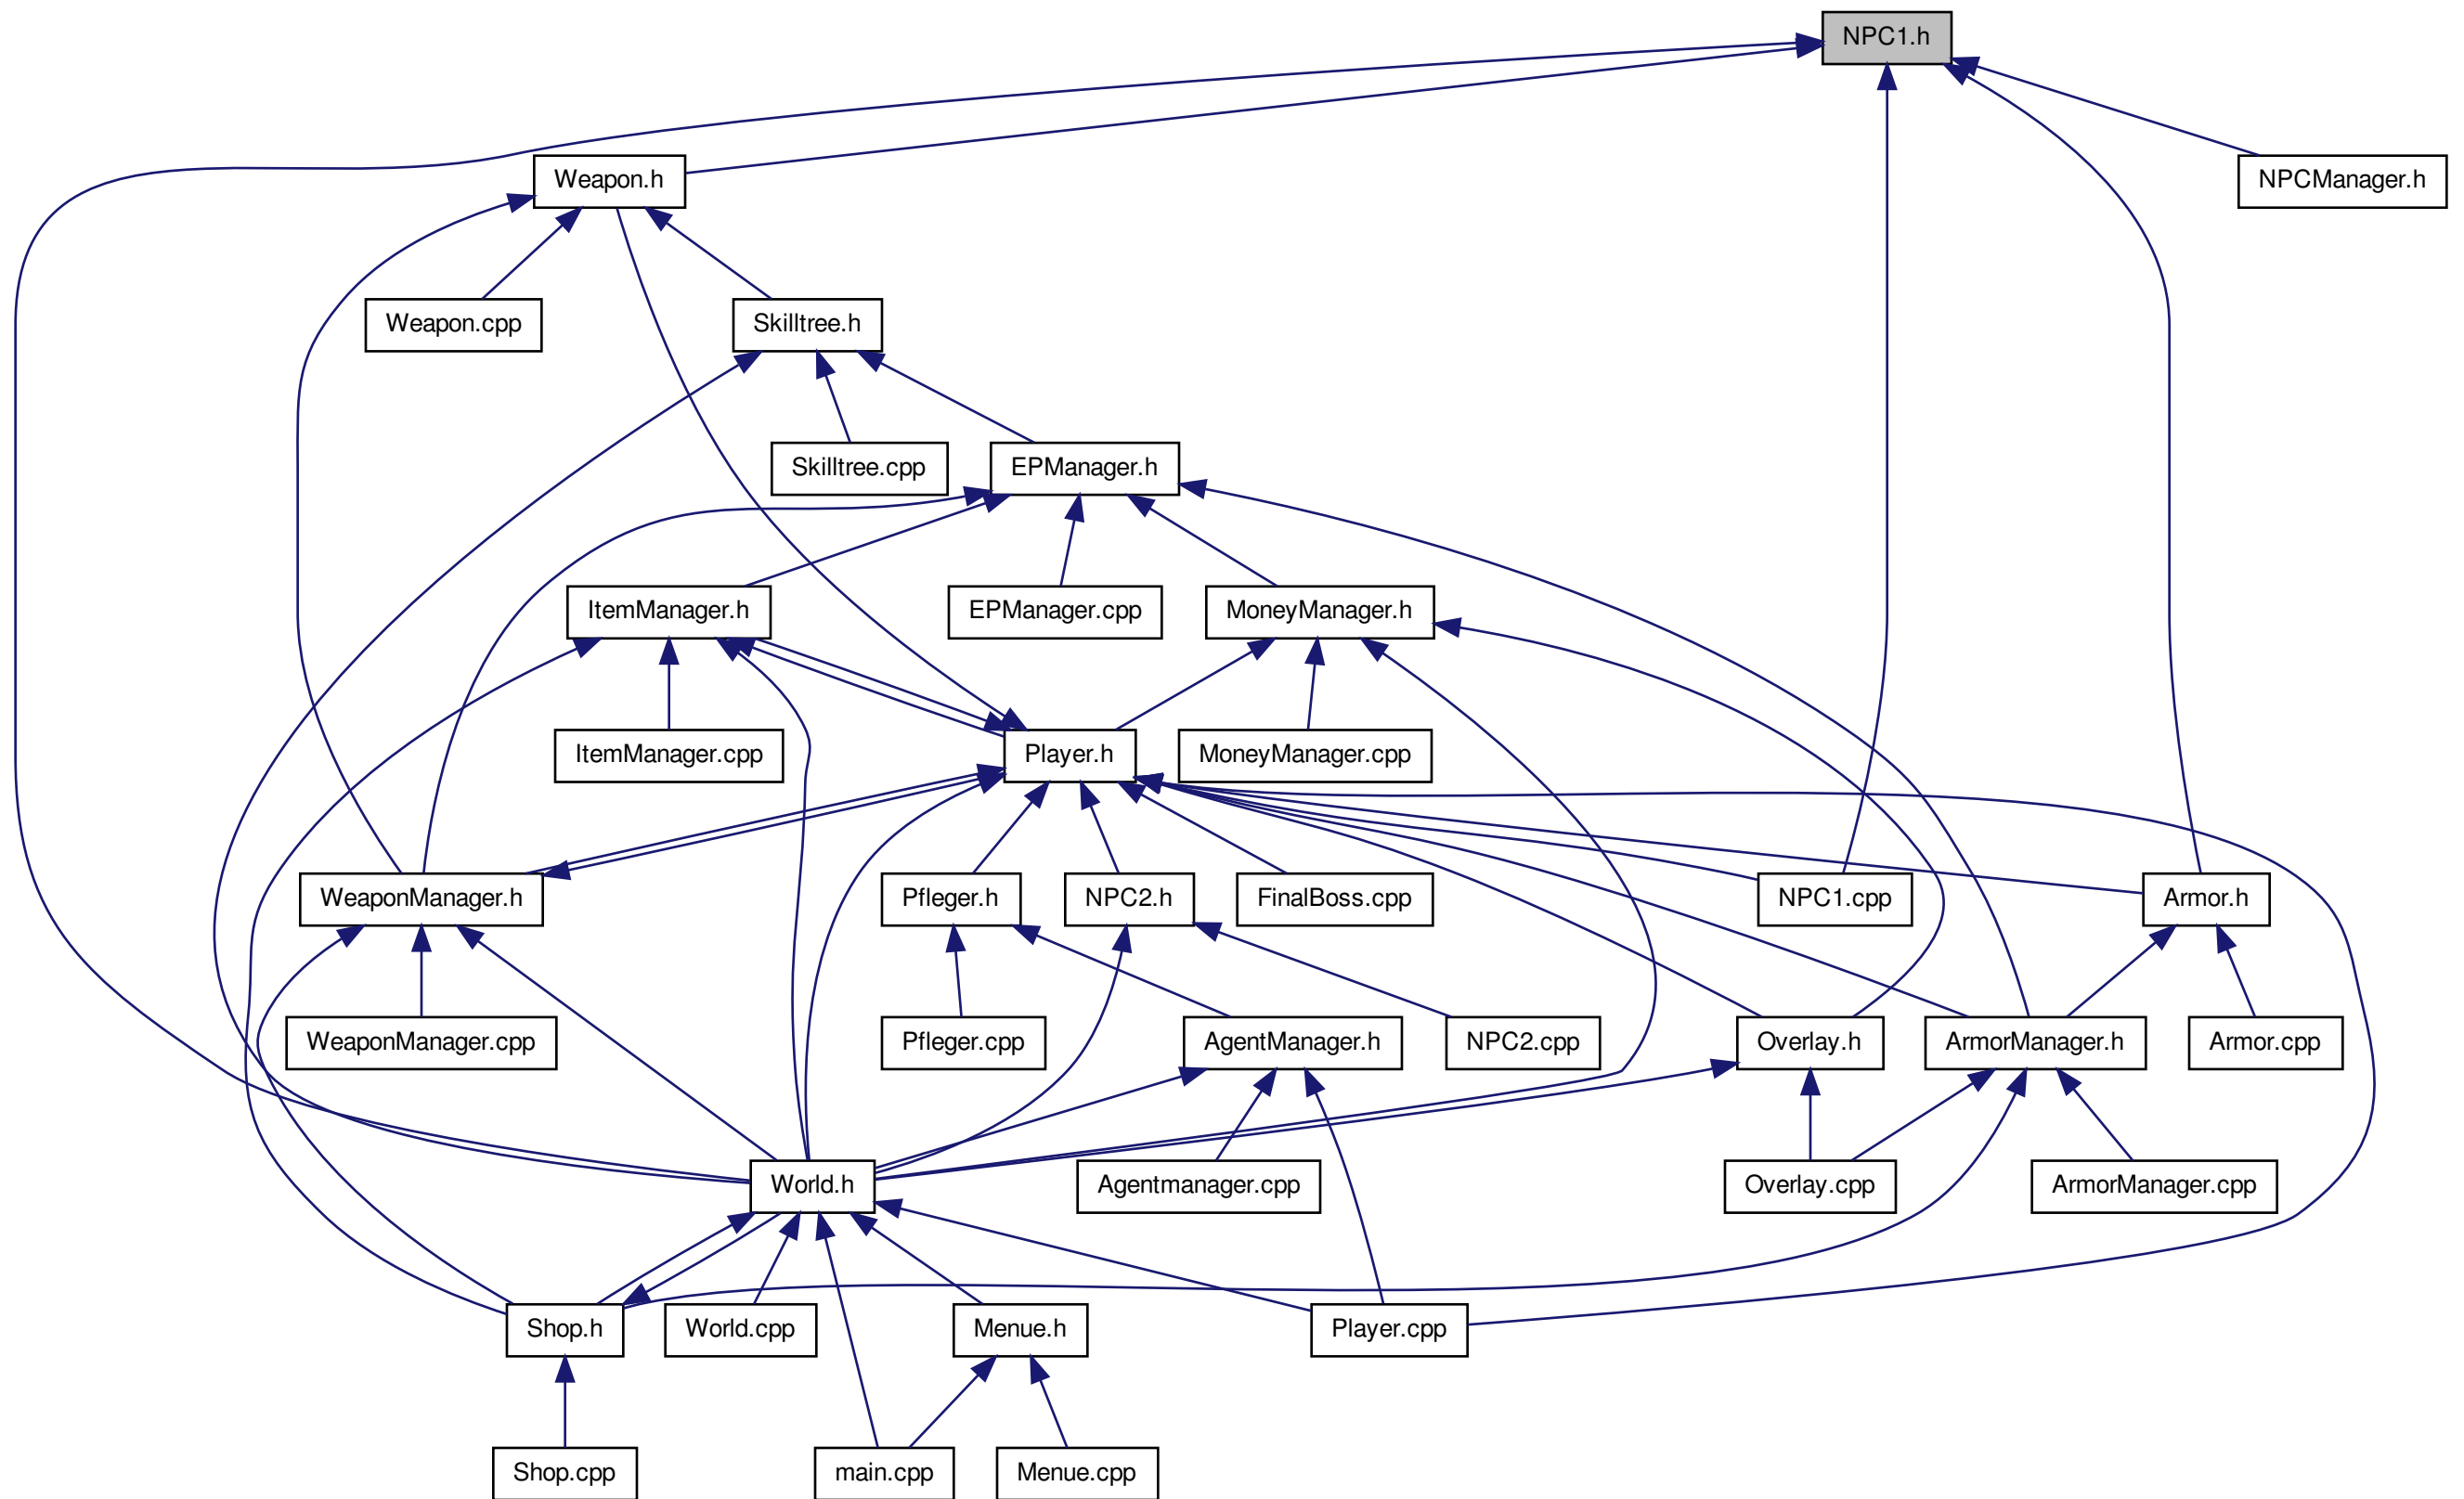 NPC1.h
Weapon.h
NPCManager.h
Weapon.cpp
Skilltree.h
Skilltree.cpp
EPManager.h
ItemManager.h
EPManager.cpp
MoneyManager.h
ItemManager.cpp
Player.h
MoneyManager.cpp
WeaponManager.h
Pfleger.h
NPC2.h
FinalBoss.cpp
NPC1.cpp
Armor.h
WeaponManager.cpp
Pfleger.cpp
AgentManager.h
NPC2.cpp
Overlay.h
ArmorManager.h
Armor.cpp
World.h
Agentmanager.cpp
Overlay.cpp
ArmorManager.cpp
Shop.h
World.cpp
Menue.h
Player.cpp
Shop.cpp
main.cpp
Menue.cpp